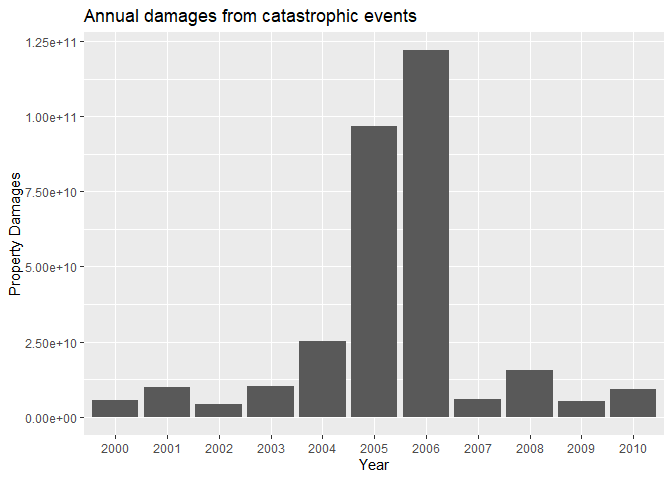 Annual damages from catastrophic events
Property Damages
1.25e+11
1.00e+11
7.50e+10
5.00e+10
2.50e+10
0.00e+00
2000 2001 2002 2003 2004 2005 2006 2007 2008 2009 2010
Year